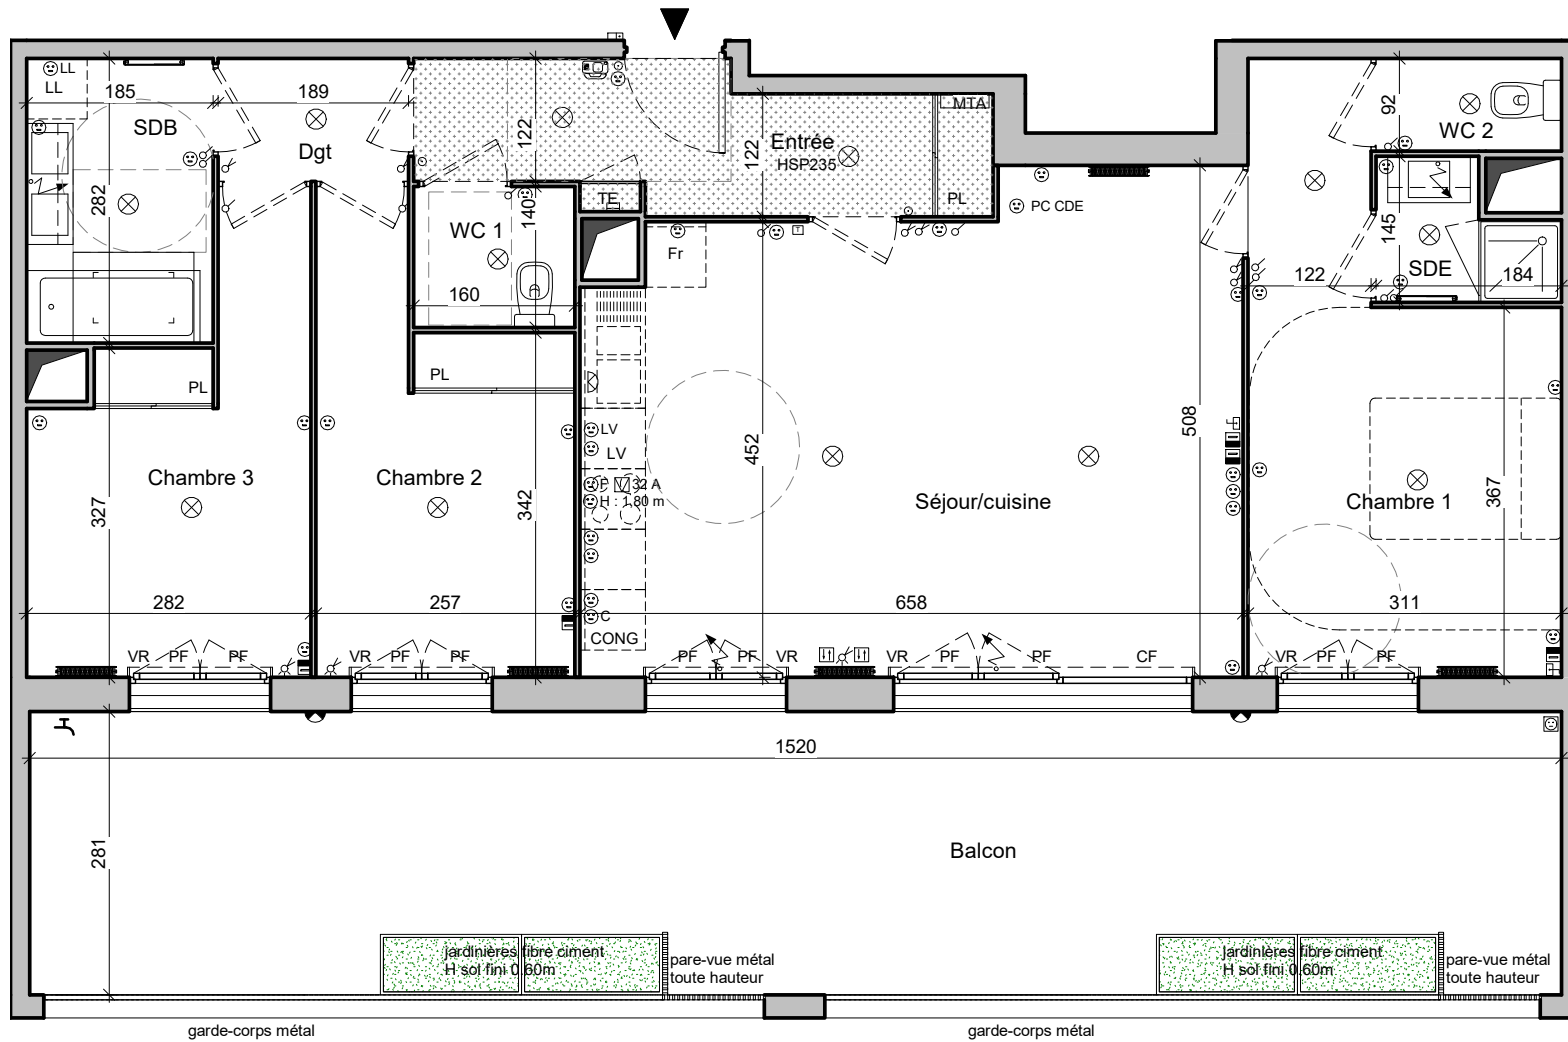 LL
LL
185
189
SDB
Dgt
122
122
Entrée
HSP235
MTA
92
WC 2
282
140⁵
TE
PL
PC CDE
WC 1
Fr
145
SDE
122
184
160
PL
PL
LV
LV
452
508
Chambre 3
Chambre 2
32 A
H : 1.80 m
Séjour/cuisine
Chambre 1
367
327
342
282
257
658
311
C
CONG
VR
PF
PF
VR
PF
PF
PF
PF
VR
VR
PF
PF
CF
VR
PF
PF
1520
281
Balcon
jardinières fibre ciment
H sol fini 0.60m
pare-vue métal
toute hauteur
jardinières fibre ciment
H sol fini 0.60m
pare-vue métal
toute hauteur
garde-corps métal
garde-corps métal